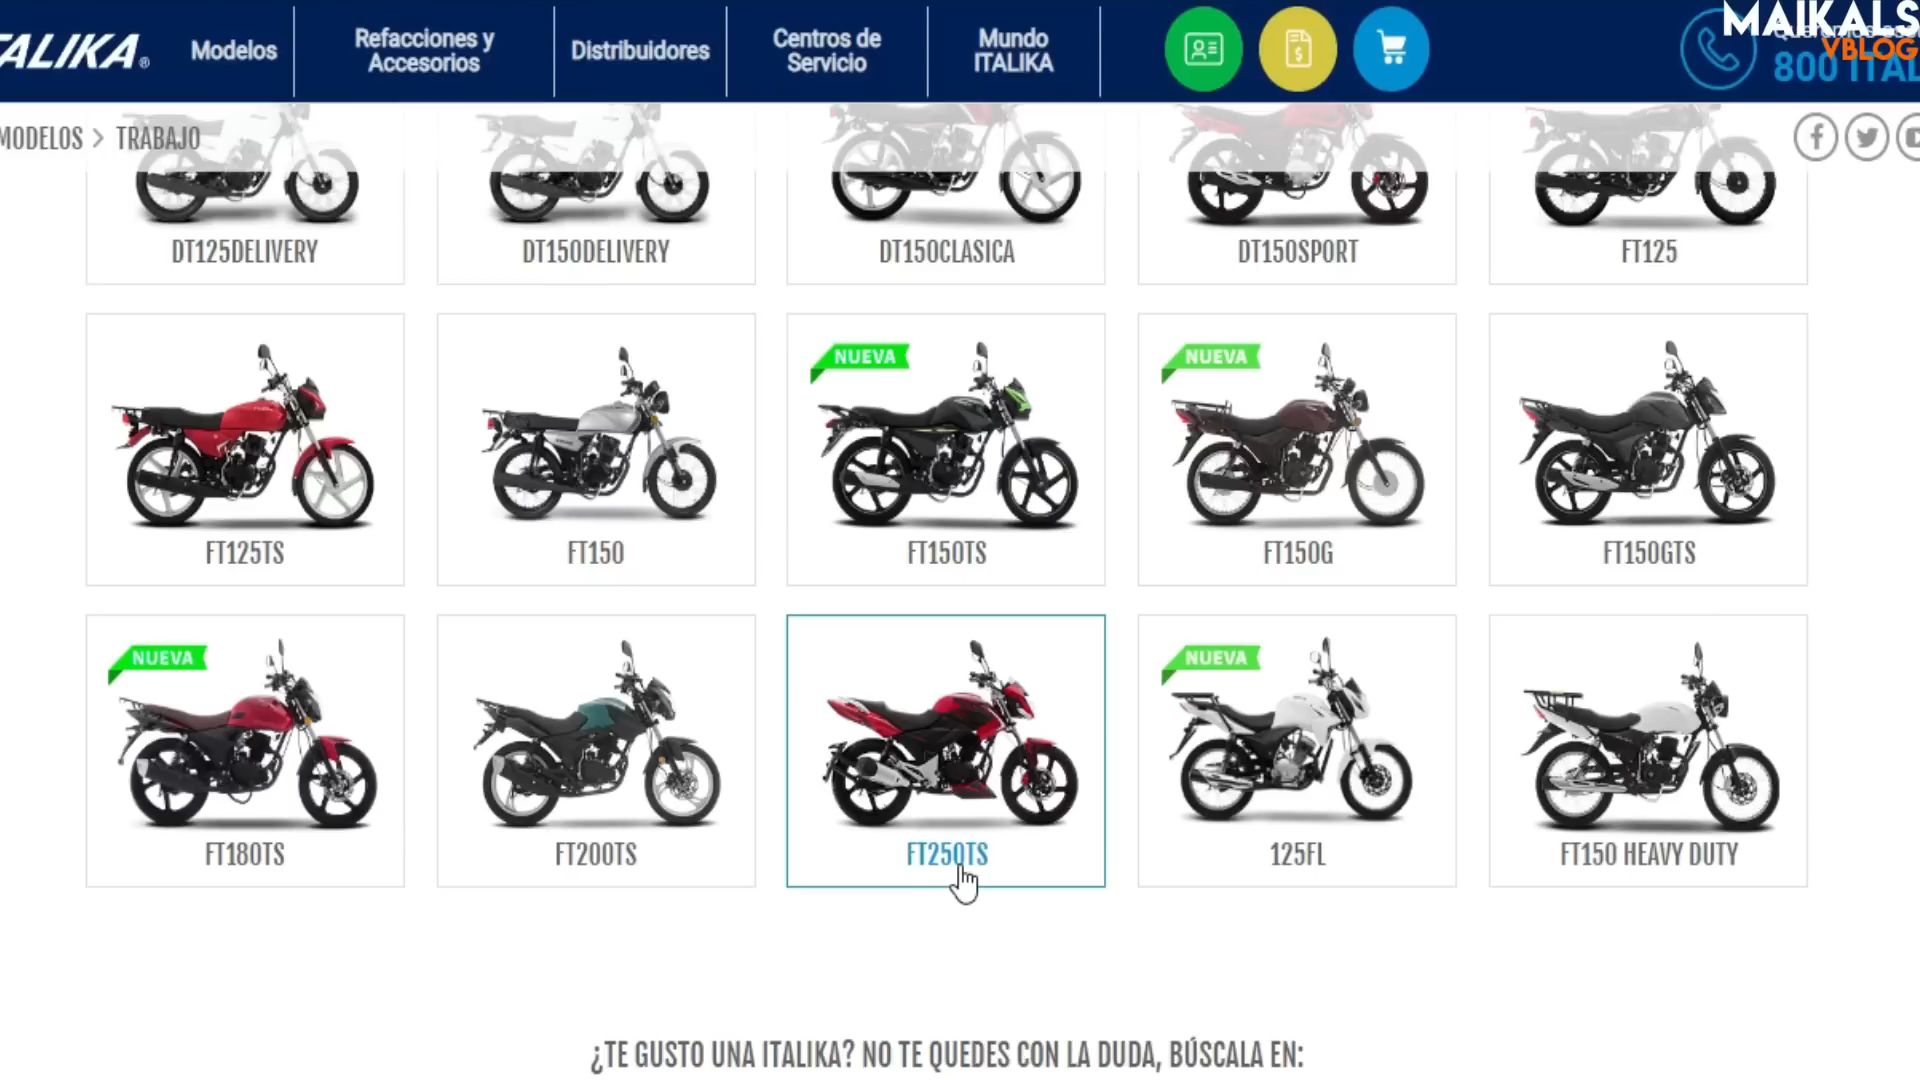 TALIKA®
Modelos
Refacciones y
Accesorios
Distribuidores
Centros de
Servicio
Mundo
ITALIKA
MAIKALS
VBLOG
800 ITAL
MODELOS > TRABAJO
DT125DELIVERY
DT150DELIVERY
DT150CLASICA
DT150SPORT
FT125
NUEVA
NUEVA
FT125TS
FT150
FT150TS
FT150G
FT150GTS
NUEVA
NUEVA
FT180TS
FT200TS
FT250TS
125FL
FT150 HEAVY DUTY
¿TE GUSTO UNA ITALIKA? NO TE QUEDES CON LA DUDA, BÚSCALA EN: